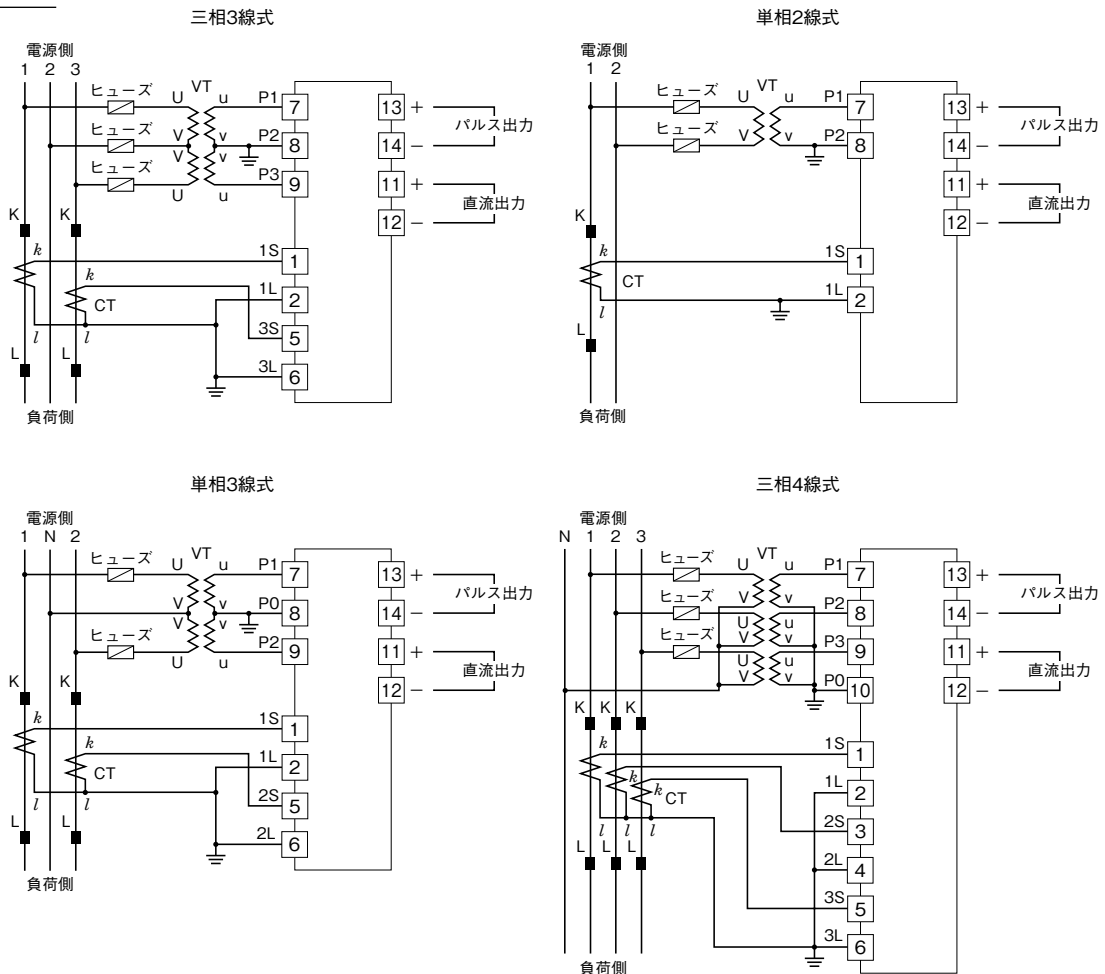 三相3線式
電源側
1 2 3
ヒューズ U VT u P1 7 13 +
パルス出力
ヒューズ V v P2 8 14 −
V v
ヒューズ U u P3 9 11 +
直流出力
12 −
K K
k 1S 1
k 1L 2
CT
l l 3S 5
L L 3L 6
負荷側
単相2線式
電源側
1 2
ヒューズ U VT u P1 7 13 +
パルス出力
ヒューズ V v P2 8 14 −
11 +
直流出力
12 −
K
k 1S 1
CT
l 1L 2
L
負荷側
単相3線式
電源側
1 N 2
ヒューズ U VT u P1 7 13 +
パルス出力
V v P0 8 14 −
V v
ヒューズ U u P2 9 11 +
直流出力
12 −
K K
k 1S 1
k 1L 2
CT
l l 2S 5
L L 2L 6
負荷側
三相4線式
電源側
N 1 2 3
ヒューズ U VT u P1 7 13 +
パルス出力
V v
ヒューズ U u P2 8 14 −
V v
ヒューズ U u P3 9 11 +
直流出力
V v P0 10 12 −
K K K
k 1S 1
k k CT 1L 2
l l l 2S 3
L L L 2L 4
3S 5
3L 6
負荷側